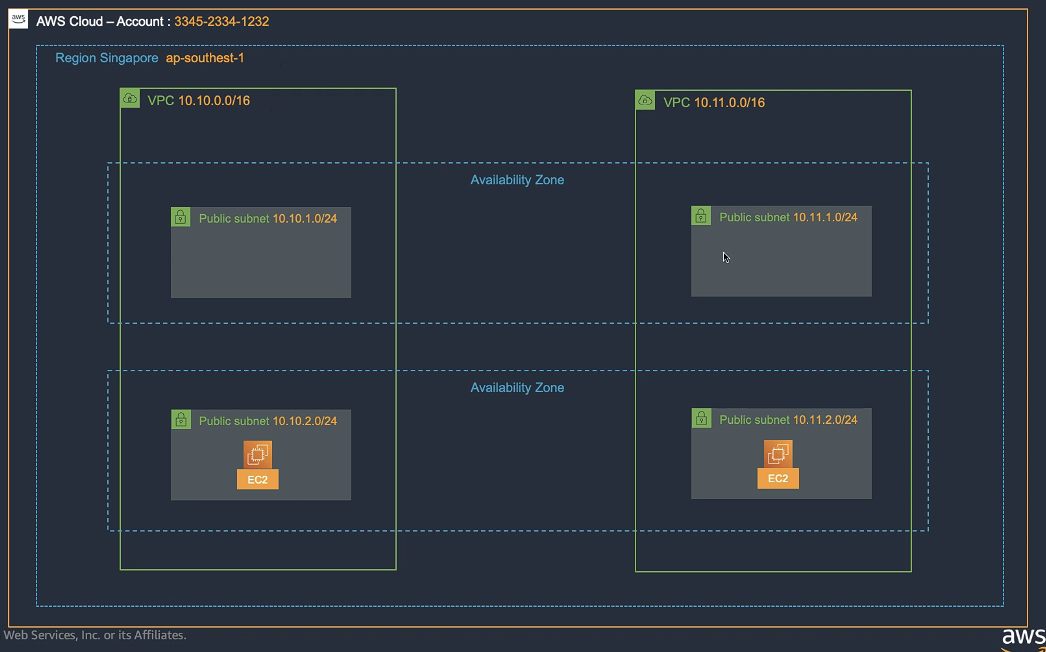 aws
AWS Cloud – Account : 3345-2334-1232
Region Singapore ap-southest-1
VPC 10.10.0.0/16
VPC 10.11.0.0/16
Availability Zone
Public subnet 10.10.1.0/24
Public subnet 10.11.1.0/24
Availability Zone
Public subnet 10.10.2.0/24
Public subnet 10.11.2.0/24
EC2
EC2
Web Services, Inc. or its Affiliates.
aws